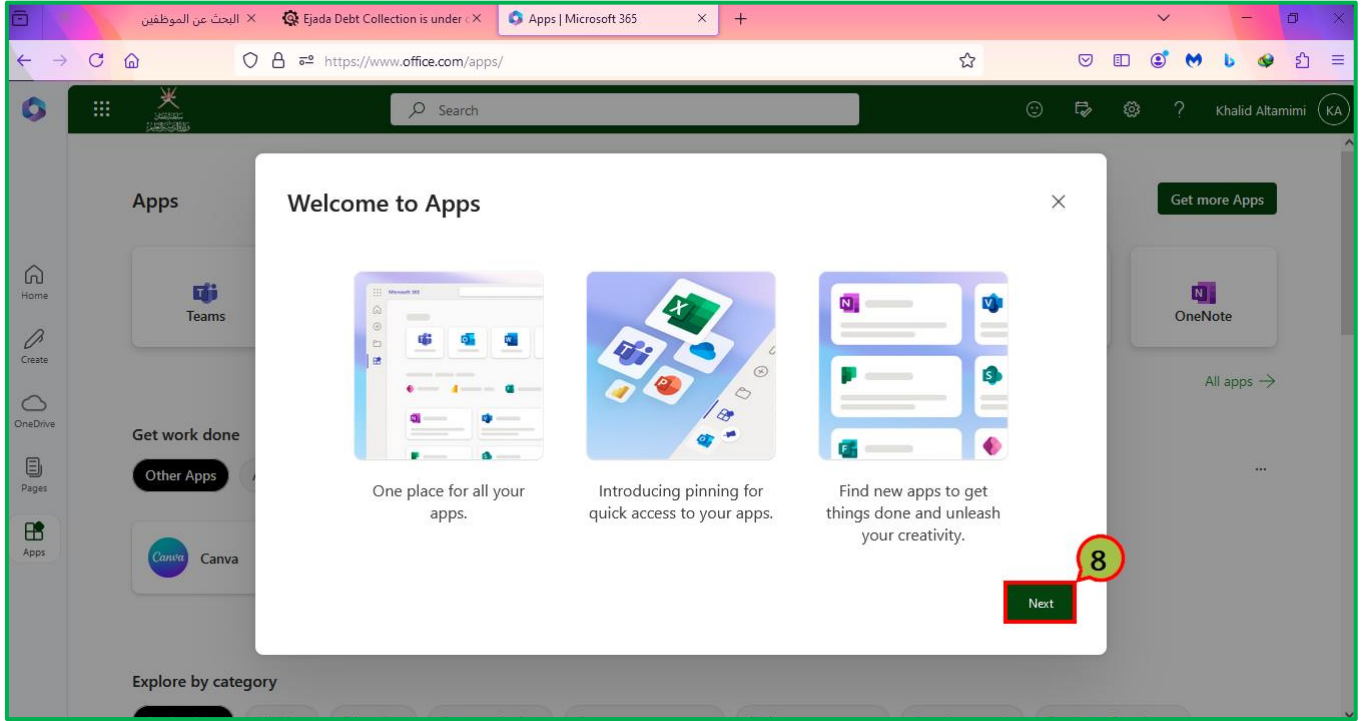 البحث عن الموظفين
Ejada Debt Collection is under
Apps | Microsoft 365
https://www.office.com/apps/
Search
Khalid Altamimi
KA
Apps
Welcome to Apps
Get more Apps
Home
Create
OneDrive
Pages
Apps
Teams
OneNote
Microsoft 365
All apps →
One place for all your
apps.
Introducing pinning for
quick access to your apps.
Find new apps to get
things done and unleash
your creativity.
Get work done
Other Apps
...
Canva
Canva
8
Next
Explore by category